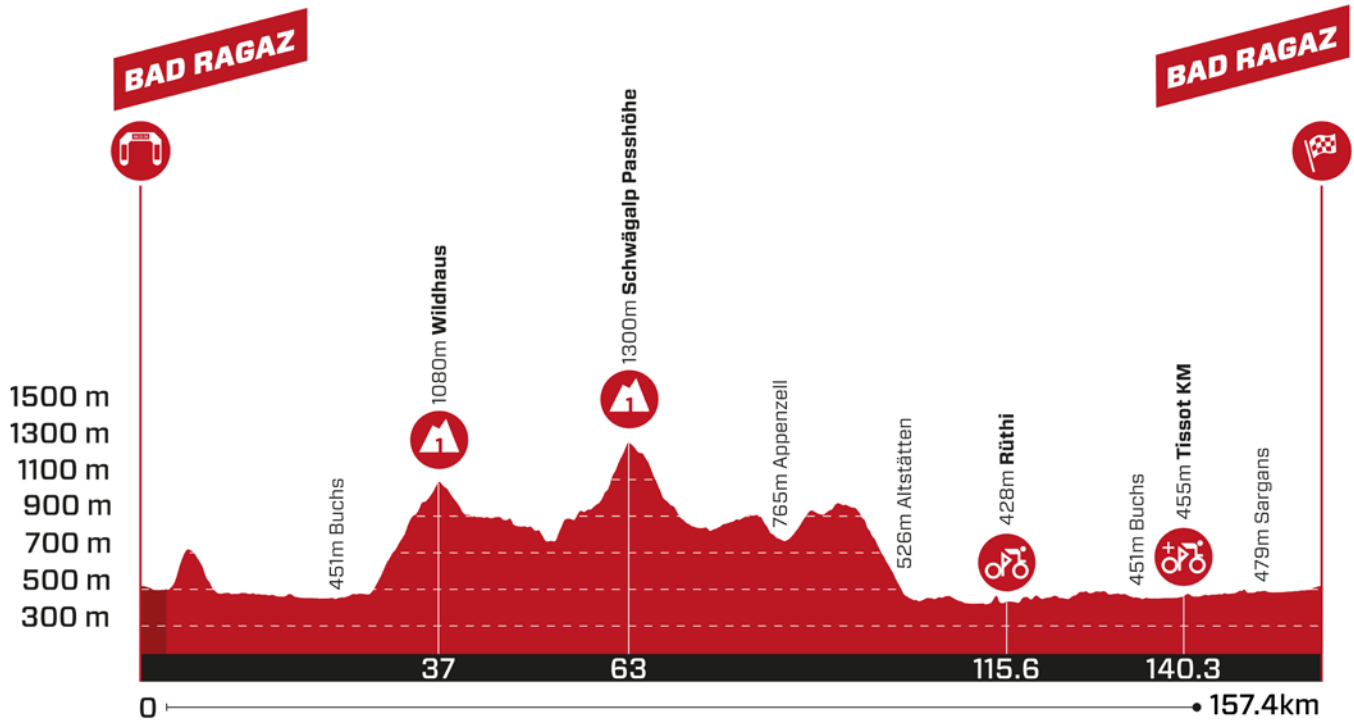 BAD RAGAZ
BAD RAGAZ
1300m Schwägalp Passhöhe
1080m Wildhaus
1
1
1500 m
1300 m
1100 m
900 m
700 m
500 m
300 m
451m Buchs
765m Appenzell
526m Altstätten
428m Rüthi
451m Buchs
455m Tissot KM
479m Sargans
+
37
63
115.6
140.3
0
157.4km